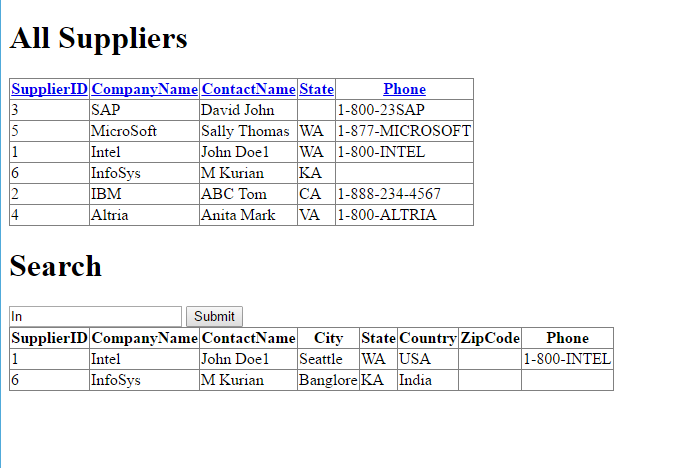 All Suppliers
SupplierID CompanyName ContactName State Phone
3 SAP David John 1-800-23SAP
5 MicroSoft Sally Thomas WA 1-877-MICROSOFT
1 Intel John Doe1 WA 1-800-INTEL
6 InfoSys M Kurian KA
2 IBM ABC Tom CA 1-888-234-4567
4 Altria Anita Mark VA 1-800-ALTRIA
Search
In Submit
SupplierID CompanyName ContactName City State Country ZipCode Phone
1 Intel John Doe1 Seattle WA USA 1-800-INTEL
6 InfoSys M Kurian Banglore KA India